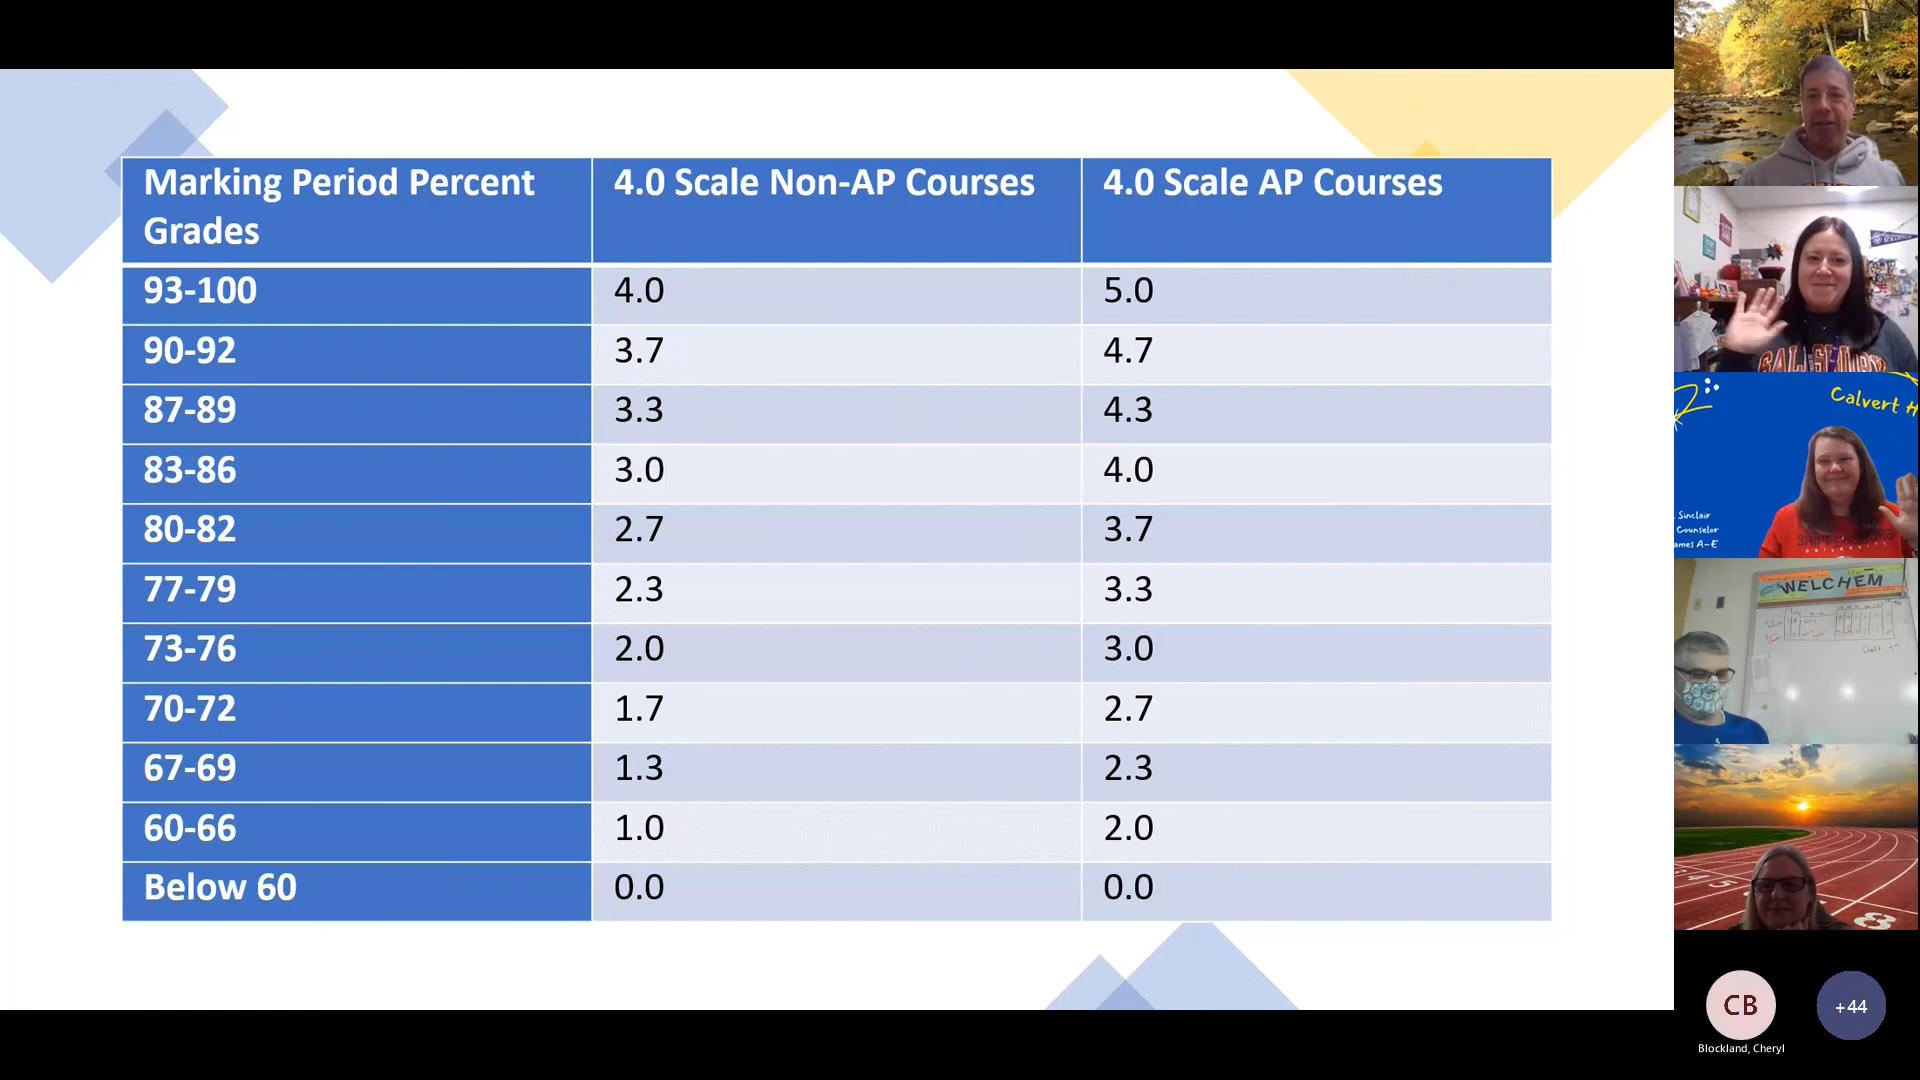 Marking Period Percent Grades
4.0 Scale Non-AP Courses
4.0 Scale AP Courses
93-100 4.0 5.0
90-92 3.7 4.7
87-89 3.3 4.3
83-86 3.0 4.0
80-82 2.7 3.7
77-79 2.3 3.3
73-76 2.0 3.0
70-72 1.7 2.7
67-69 1.3 2.3
60-66 1.0 2.0
Below 60 0.0 0.0
Calvert H
Sinclair
Counselor
ames A-E
WELCHEM
CB
+44
Blockland, Cheryl